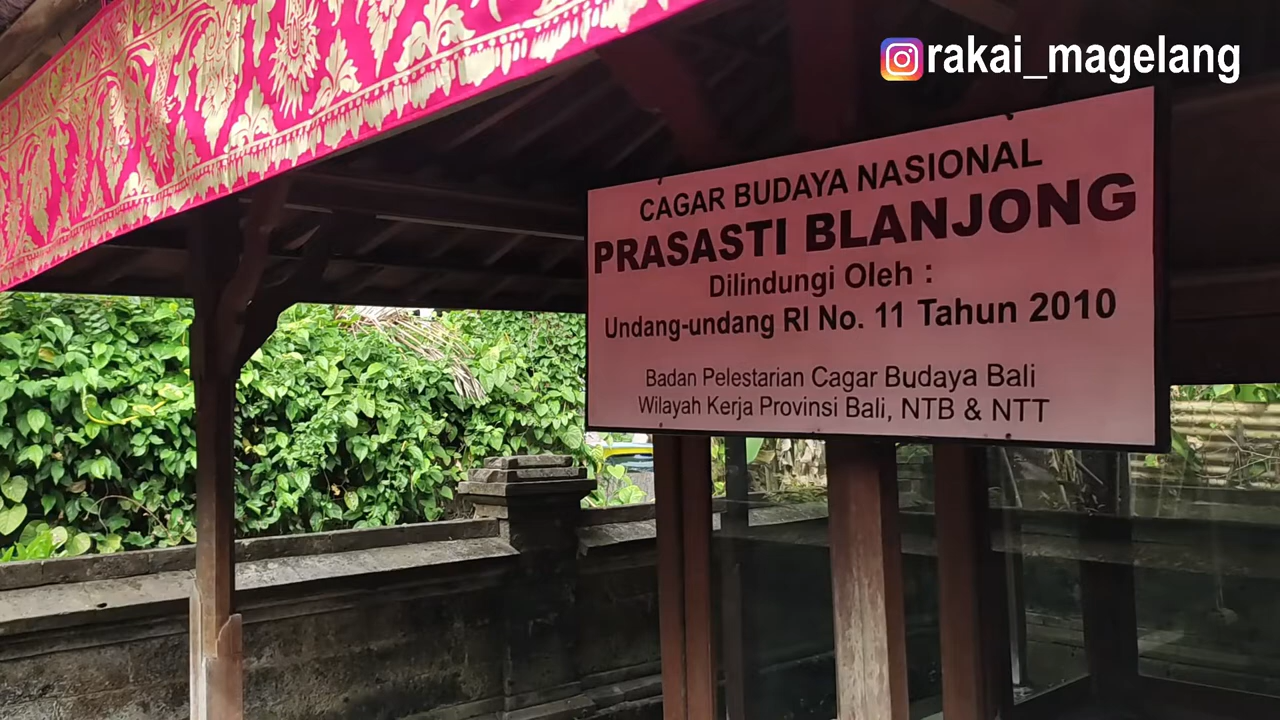 rakai_magelang
CAGAR BUDAYA NASIONAL
PRASASTI BLANJONG
Dilindungi Oleh :
Undang-undang RI No. 11 Tahun 2010
Badan Pelestarian Cagar Budaya Bali
Wilayah Kerja Provinsi Bali, NTB & NTT